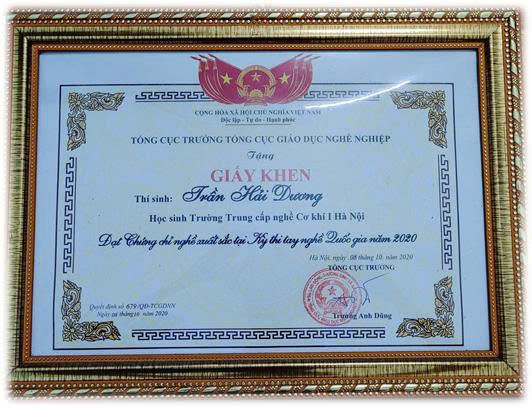 CỘNG HÒA XÃ HỘI CHỦ NGHĨA VIỆT NAM
Độc lập - Tự do - Hạnh phúc
TỔNG CỤC TRƯỞNG TỔNG CỤC GIÁO DỤC NGHỀ NGHIỆP
Tặng
GIẤY KHEN
Thí sinh: Trần Hải Dương
Học sinh Trường Trung cấp nghề Cơ khí I Hà Nội
Đạt Chứng chỉ nghề xuất sắc tại Kỳ thi tay nghề Quốc gia năm 2020
Hà Nội, ngày 08 tháng 10 năm 2020
TỔNG CỤC TRƯỞNG
Trương Anh Dũng
Quyết định số 679/QĐ-TCGDNN
Ngày 08 tháng 10 năm 2020